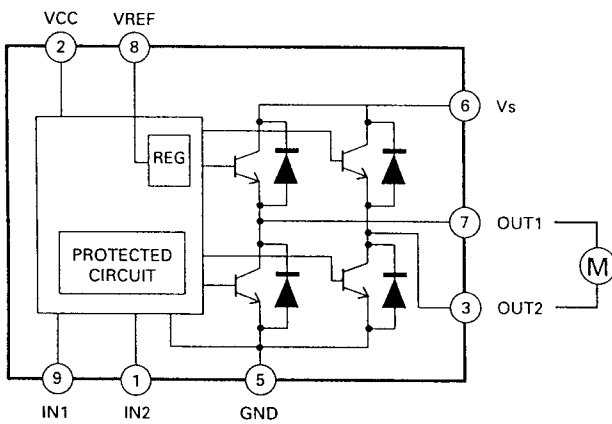 VCC VREF
2 8
6 Vs
REG
7 OUT1
PROTECTED
CIRCUIT
M
3 OUT2
9 1 5
IN1 IN2 GND